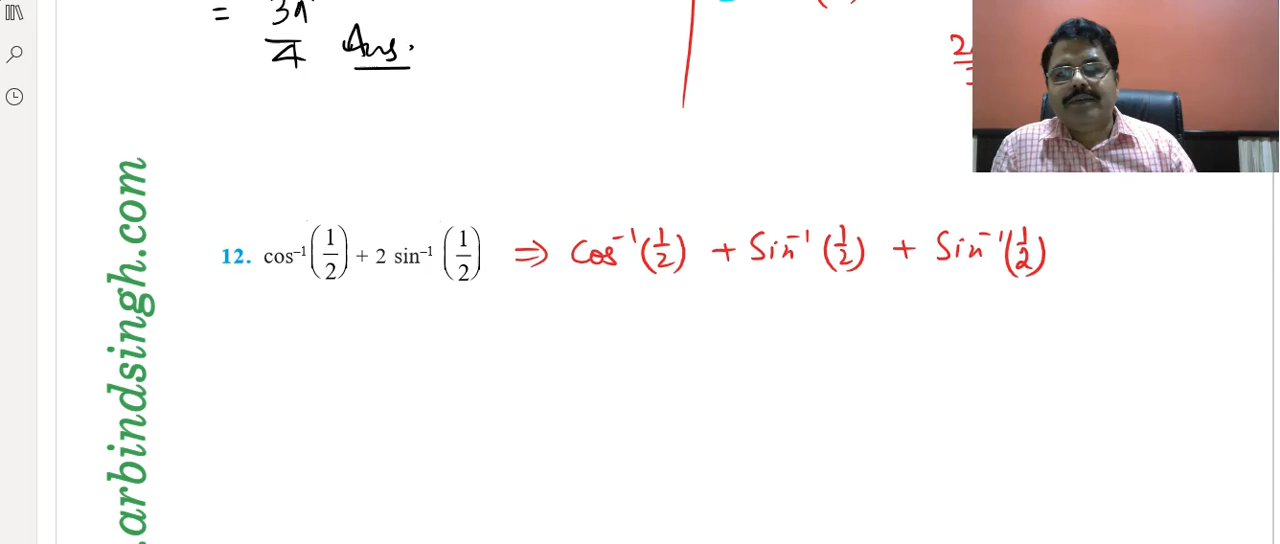 = 3π
4 Ans.
12. cos⁻¹(1/2) + 2 sin⁻¹(1/2) ⇒ Cos⁻¹(1/2) + Sin⁻¹(1/2) + Sin⁻¹(1/2)
.arbindsingh.com